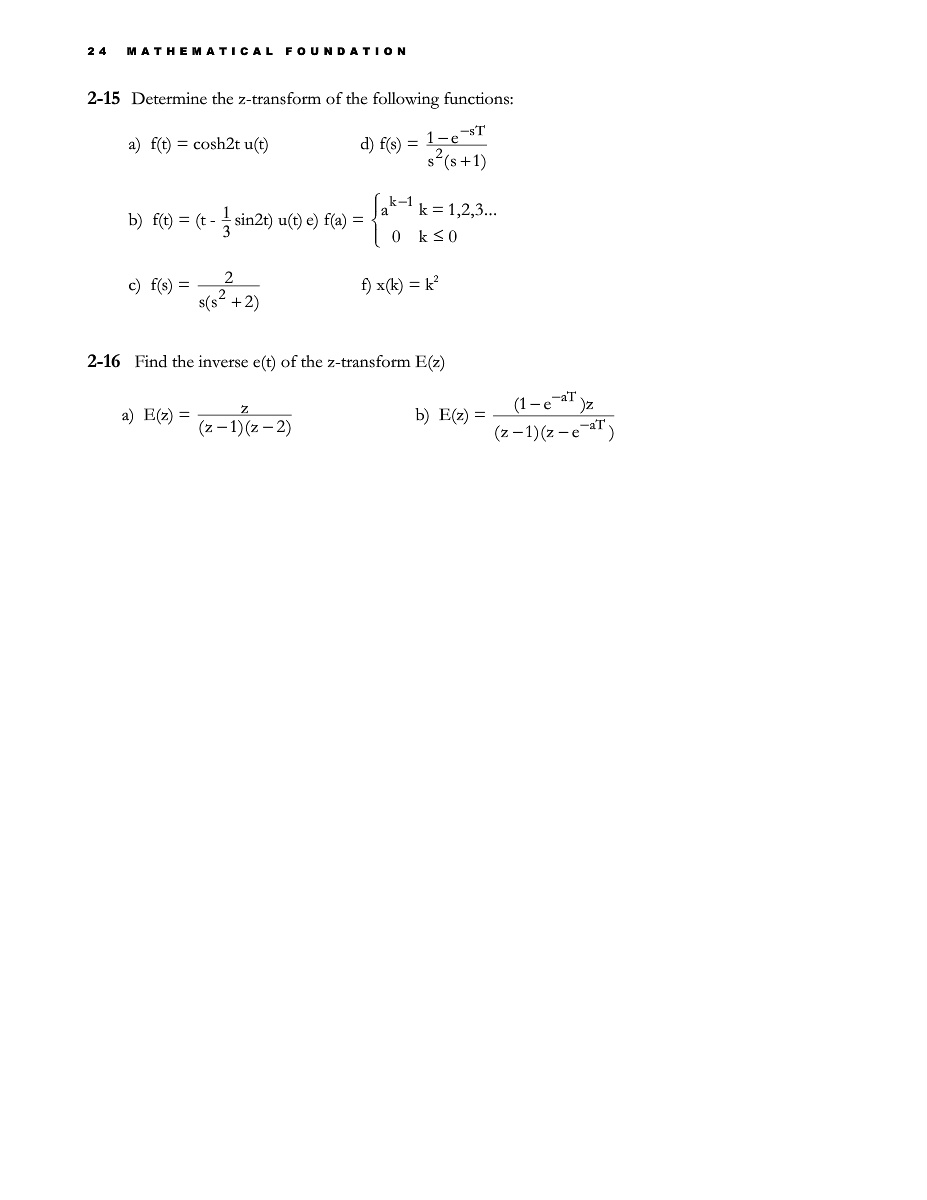 24 MATHEMATICAL FOUNDATION
2-15 Determine the z-transform of the following functions:
a) f(t) = cosh2t u(t) d) f(s) = \frac{1-e^{-sT}}{s^2(s+1)}
b) f(t) = (t - \frac{1}{3} sin2t) u(t) e) f(a) = \begin{cases} a^{k-1} & k = 1,2,3... \\ 0 & k ≤ 0 \end{cases}
c) f(s) = \frac{2}{s(s^2+2)} f) x(k) = k^2
2-16 Find the inverse e(t) of the z-transform E(z)
a) E(z) = \frac{z}{(z-1)(z-2)} b) E(z) = \frac{(1-e^{-aT})z}{(z-1)(z-e^{-aT})}